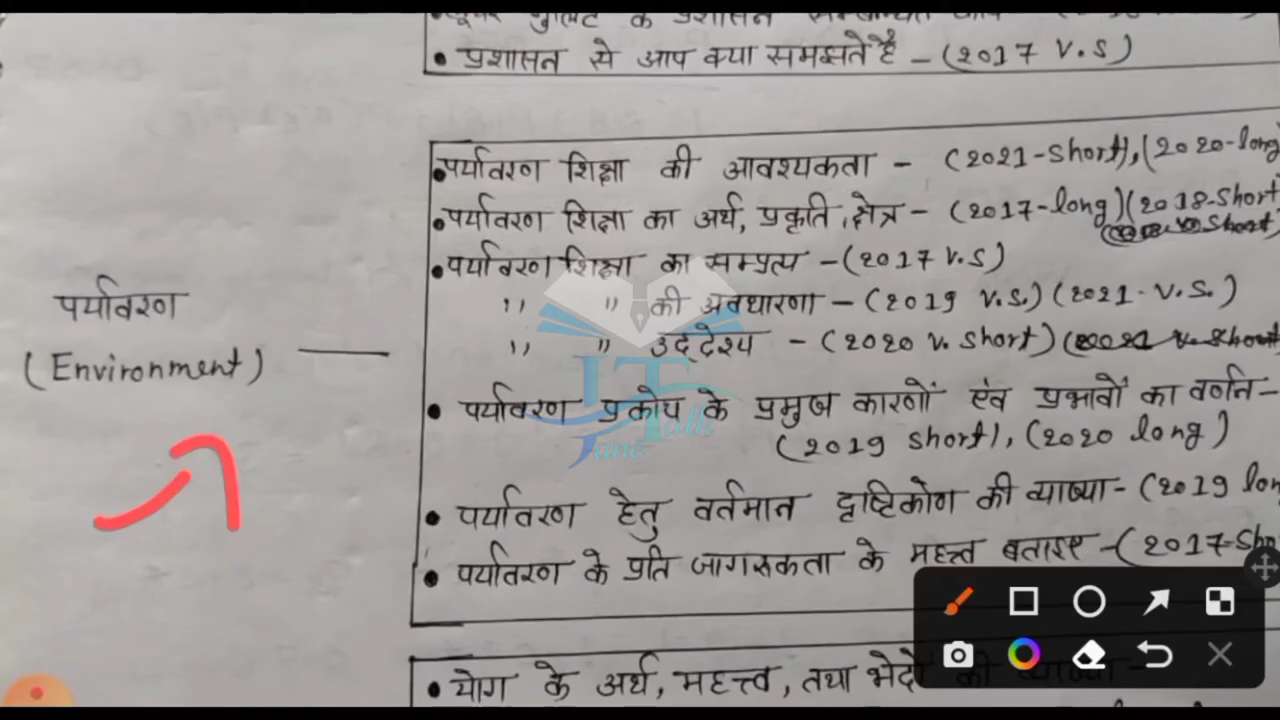 • प्रशासन से आप क्या समझते है - (2017 V.S)
• पर्यावरण शिक्षा की आवश्यकता - (2021-Short), (2020-long
• पर्यावरण शिक्षा का अर्थ, प्रकृति, क्षेत्र - (2017-long) (2018-Short
• पर्यावरण शिक्षा का सम्प्रत्य - (2017 V.S)
,, ,, की अवधारणा - (2019 V.S.) (2021- V.S.)
,, ,, उद्देश्य - (2020 V. Short)
पर्यावरण
(Environment)
• पर्यावरण प्रकोप के प्रमुख कारणों एंव प्रभावों का वर्णन -
(2019 Short), (2020 long)
• पर्यावरण हेतु वर्तमान दृष्टिकोण की व्याख्या - (2019 lon
• पर्यावरण के प्रति जागरूकता के महत्त्व बताइए - (2017-Sho
• योग के अर्थ, महत्त्व, तथा भेदों की व्याख्या -